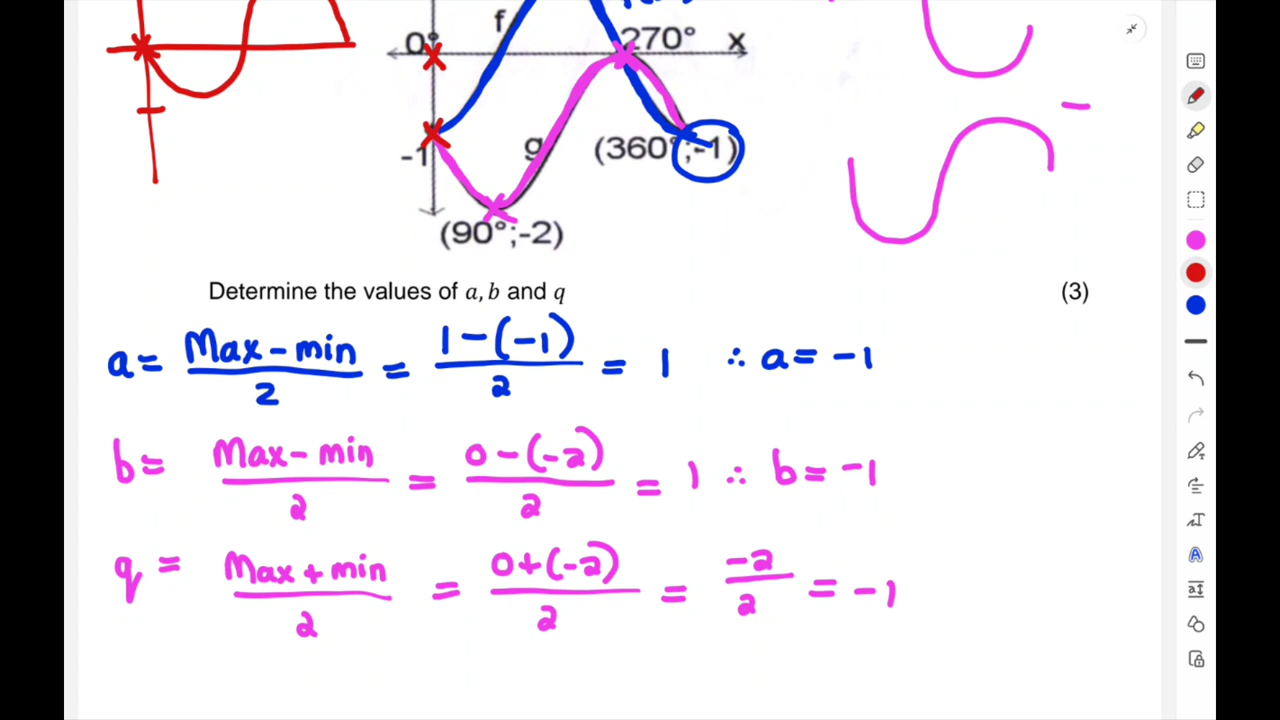 f
0° 270° x
-1 g (360°;-1)
(90°;-2)
Determine the values of a, b and q (3)
a = Max - min / 2 = 1 - (-1) / 2 = 1 ∴ a = -1
b = Max - min / 2 = 0 - (-2) / 2 = 1 ∴ b = -1
q = Max + min / 2 = 0 + (-2) / 2 = -2 / 2 = -1